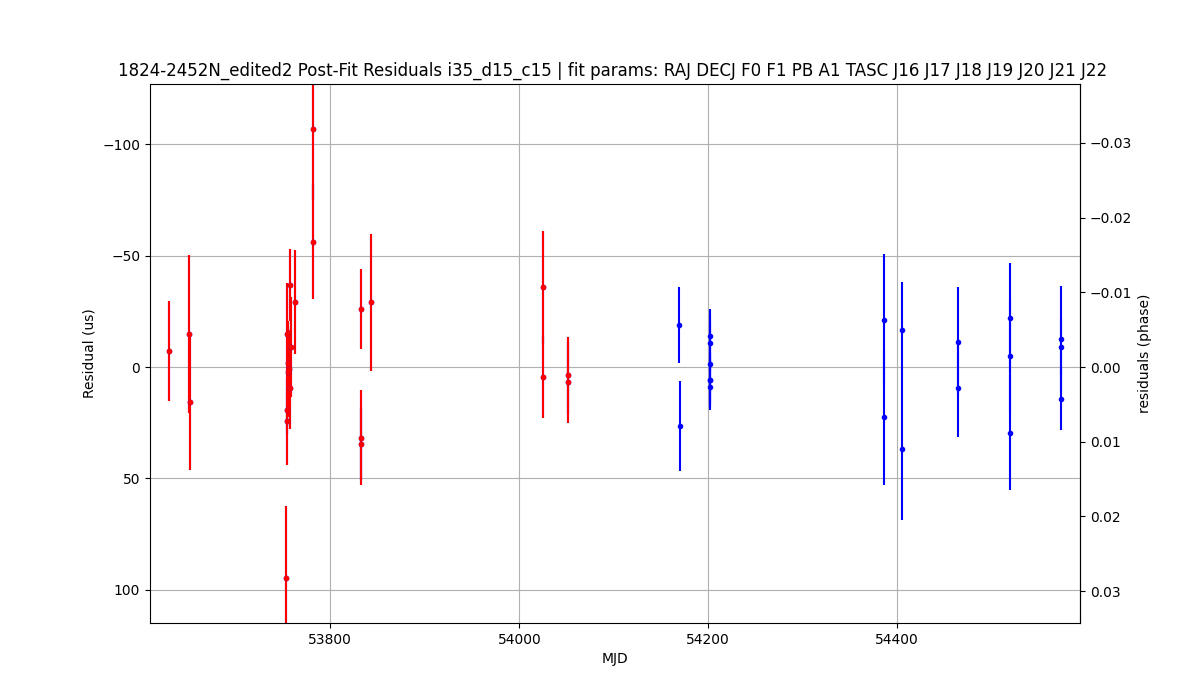 1824-2452N_edited2 Post-Fit Residuals i35_d15_c15 | fit params: RAJ DECJ F0 F1 PB A1 TASC J16 J17 J18 J19 J20 J21 J22
−100
−50
0
50
100
Residual (us)
−0.03
−0.02
−0.01
0.00
0.01
0.02
0.03
residuals (phase)
53800 54000 54200 54400
MJD